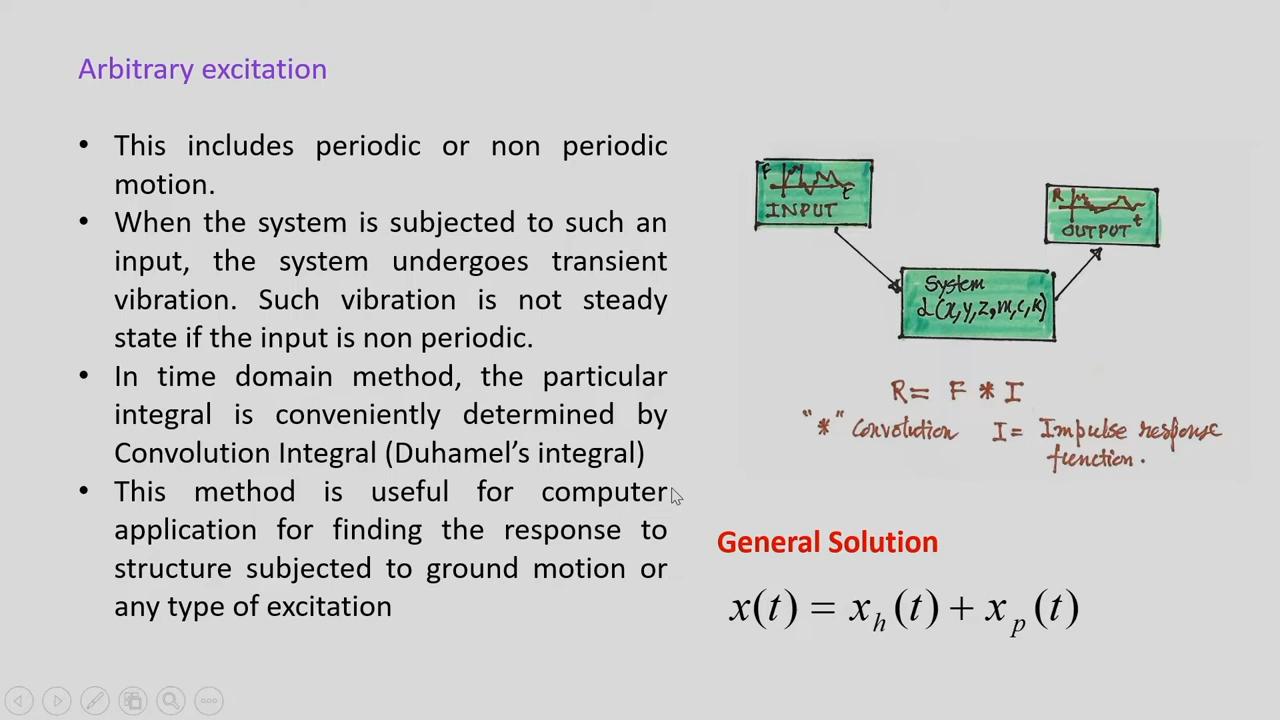 Arbitrary excitation
• This includes periodic or non periodic
motion.
• When the system is subjected to such an
input, the system undergoes transient
vibration. Such vibration is not steady
state if the input is non periodic.
• In time domain method, the particular
integral is conveniently determined by
Convolution Integral (Duhamel's integral)
• This method is useful for computer
application for finding the response to
structure subjected to ground motion or
any type of excitation
F
t
INPUT
R
t
OUTPUT
System
α(x,y,z,m,c,k)
R = F * I
"*" Convolution I = Impulse response
function.
General Solution
x(t) = xₕ(t) + xₚ(t)